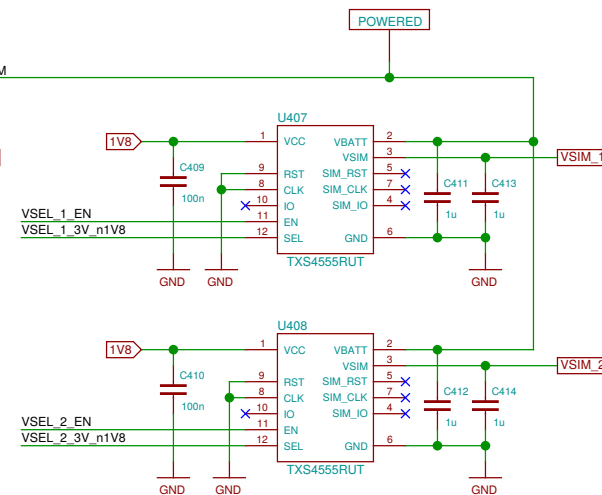 POWERED
M
U407
1V8
1 VCC VBATT 2
VSIM 3
VSIM_1
C409
100n
9 RST SIM_RST 5
8 CLK SIM_CLK 7
10 IO SIM_IO 4
C411
1u
C413
1u
VSEL_1_EN
11 EN
VSEL_1_3V_n1V8
12 SEL GND 6
TXS4555RUT
GND
GND
GND
U408
1V8
1 VCC VBATT 2
VSIM 3
VSIM_2
C410
100n
9 RST SIM_RST 5
8 CLK SIM_CLK 7
10 IO SIM_IO 4
C412
1u
C414
1u
VSEL_2_EN
11 EN
VSEL_2_3V_n1V8
12 SEL GND 6
TXS4555RUT
GND
GND
GND